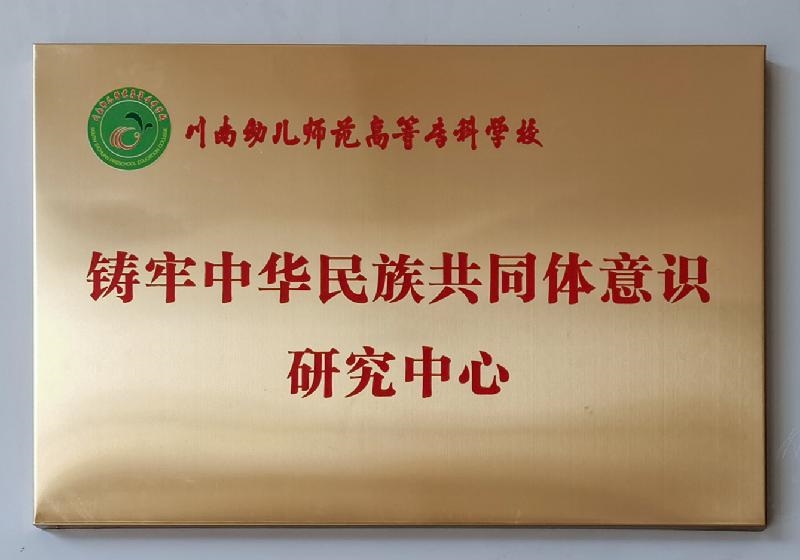 川南幼儿师范高等专科学校
铸牢中华民族共同体意识
研究中心